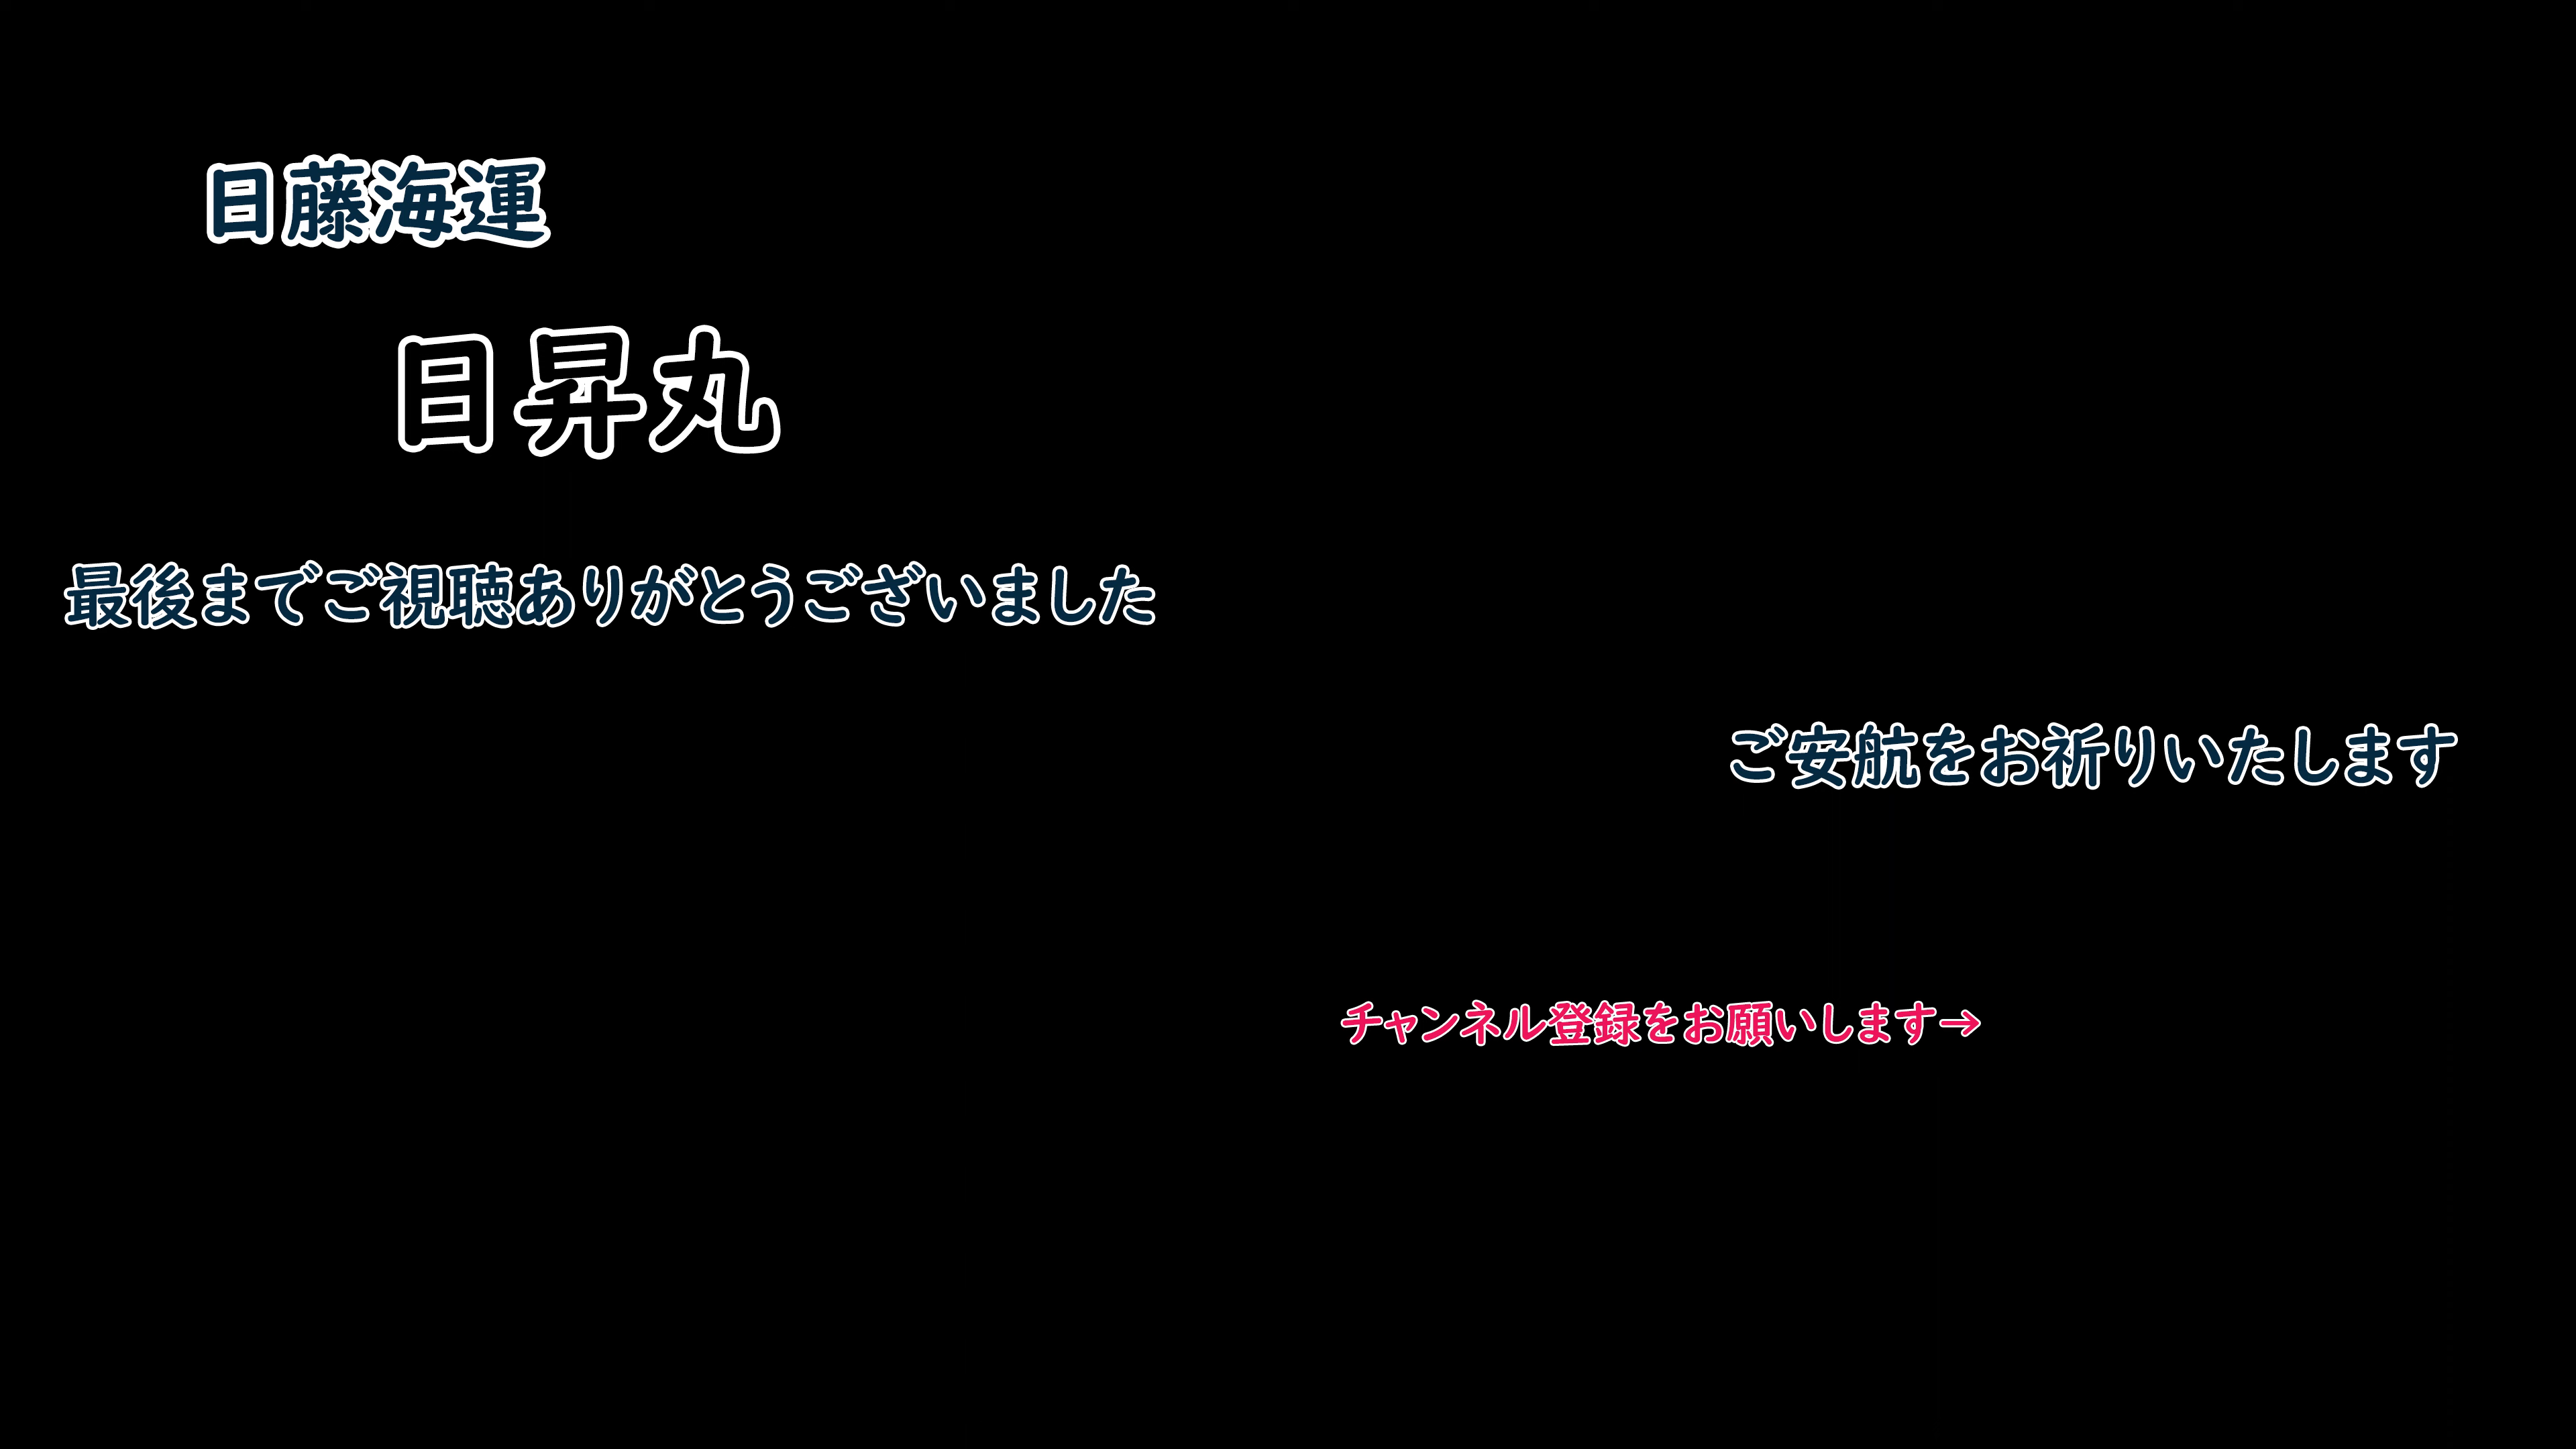 日藤海運
日昇丸
最後までご視聴ありがとうございました
ご安航をお祈りいたします
チャンネル登録をお願いします→